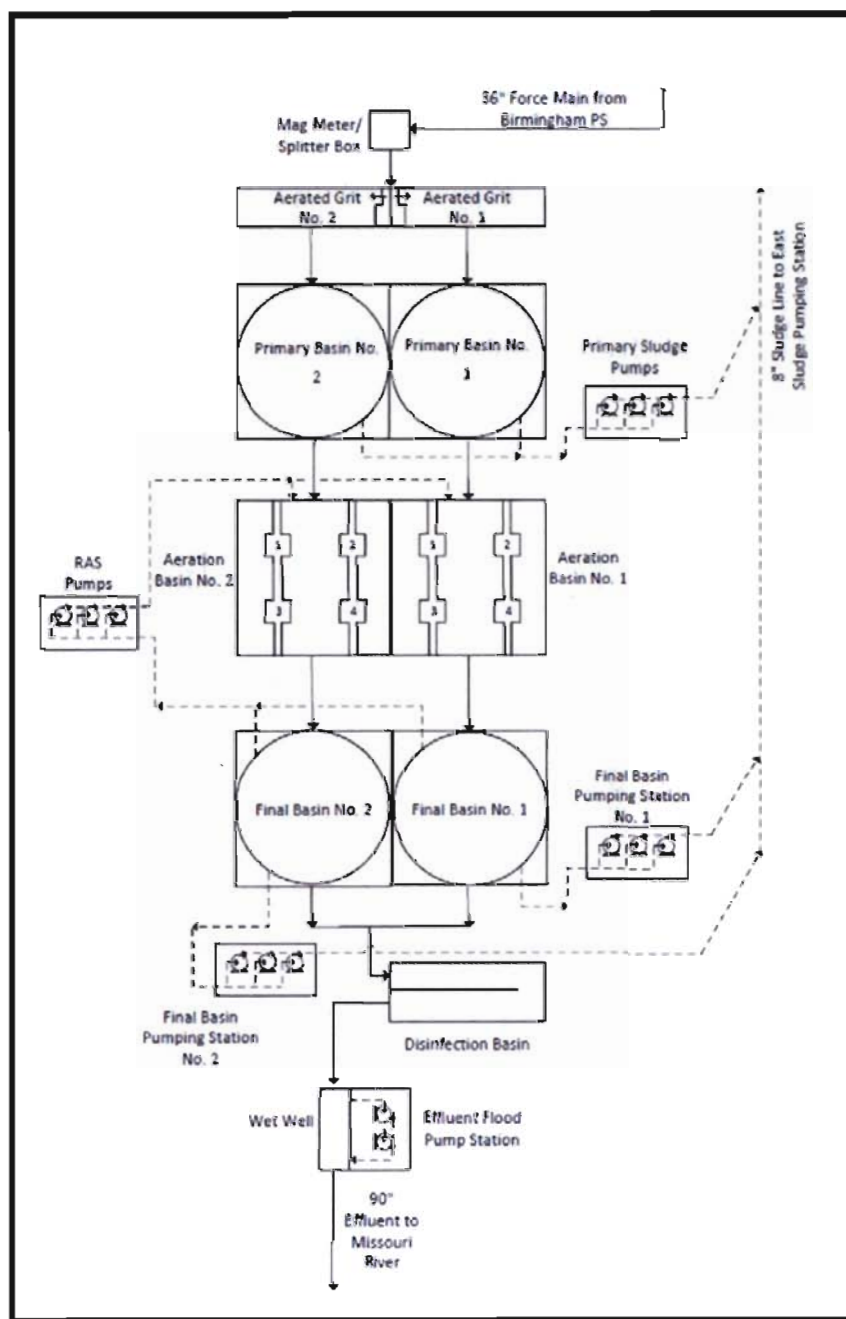 36" Force Main from
Birmingham PS
Mag Meter/
Splitter Box
Aerated Grit
No. 2
Aerated Grit
No. 1
8" Sludge Line to East
Sludge Pumping Station
Primary Basin No.
2
Primary Basin No.
1
Primary Sludge
Pumps
RAS
Pumps
Aeration
Basin No. 2
1
2
3
4
1
2
3
4
Aeration
Basin No. 1
Final Basin No. 2
Final Basin No. 1
Final Basin
Pumping Station
No. 1
Final Basin
Pumping Station
No. 2
Disinfection Basin
Wet Well
Effluent Flood
Pump Station
90"
Effluent to
Missouri
River